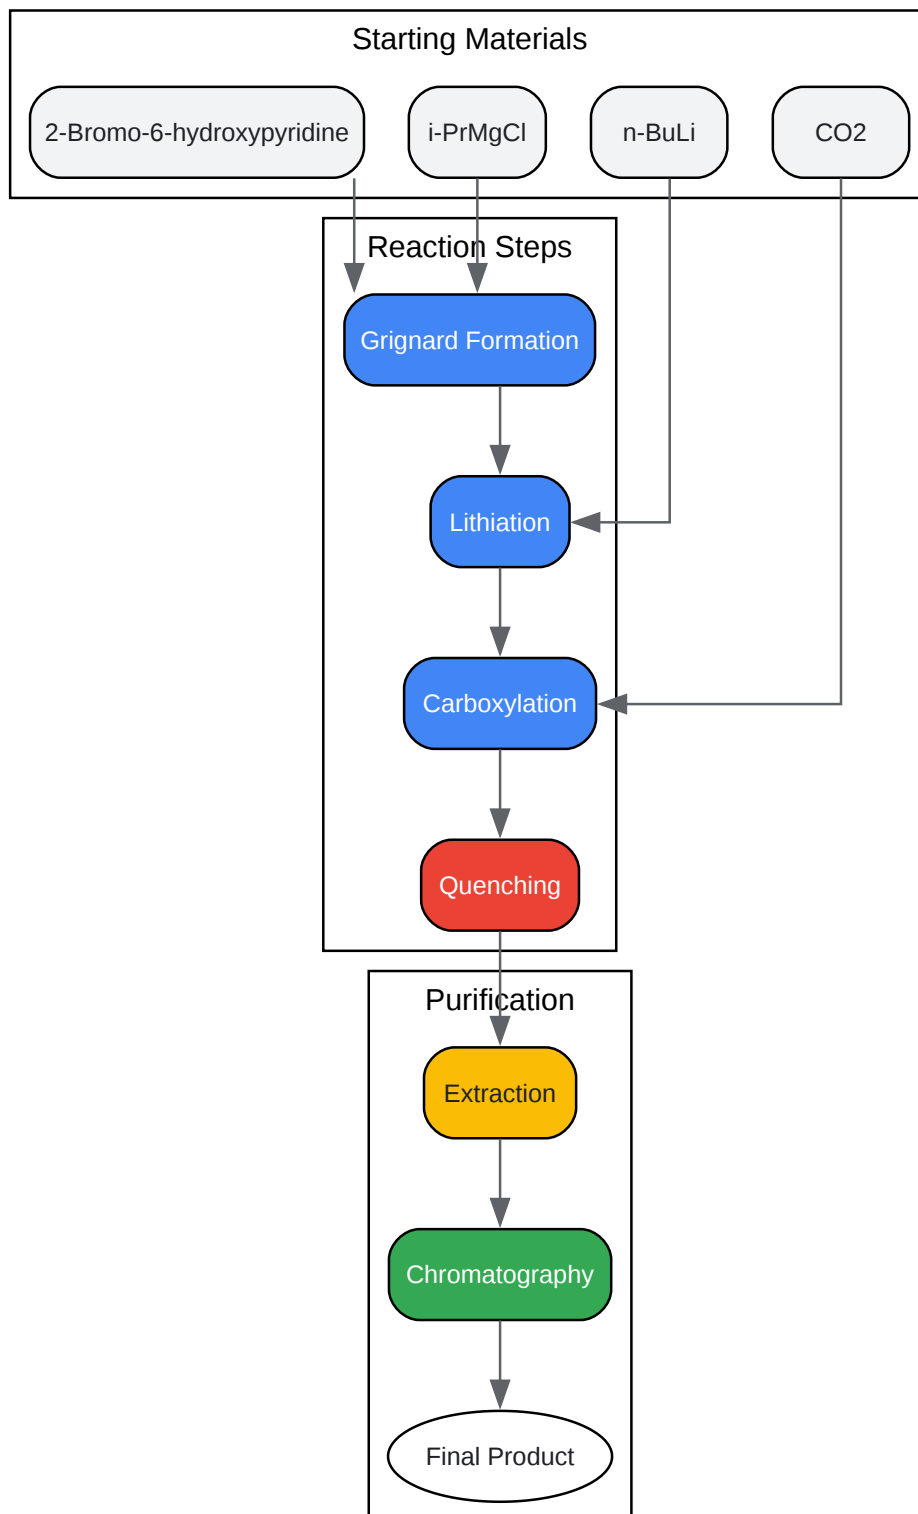 Starting Materials
2-Bromo-6-hydroxypyridine
i-PrMgCl
n-BuLi
CO2
Reaction Steps
Grignard Formation
Lithiation
Carboxylation
Quenching
Purification
Extraction
Chromatography
Final Product